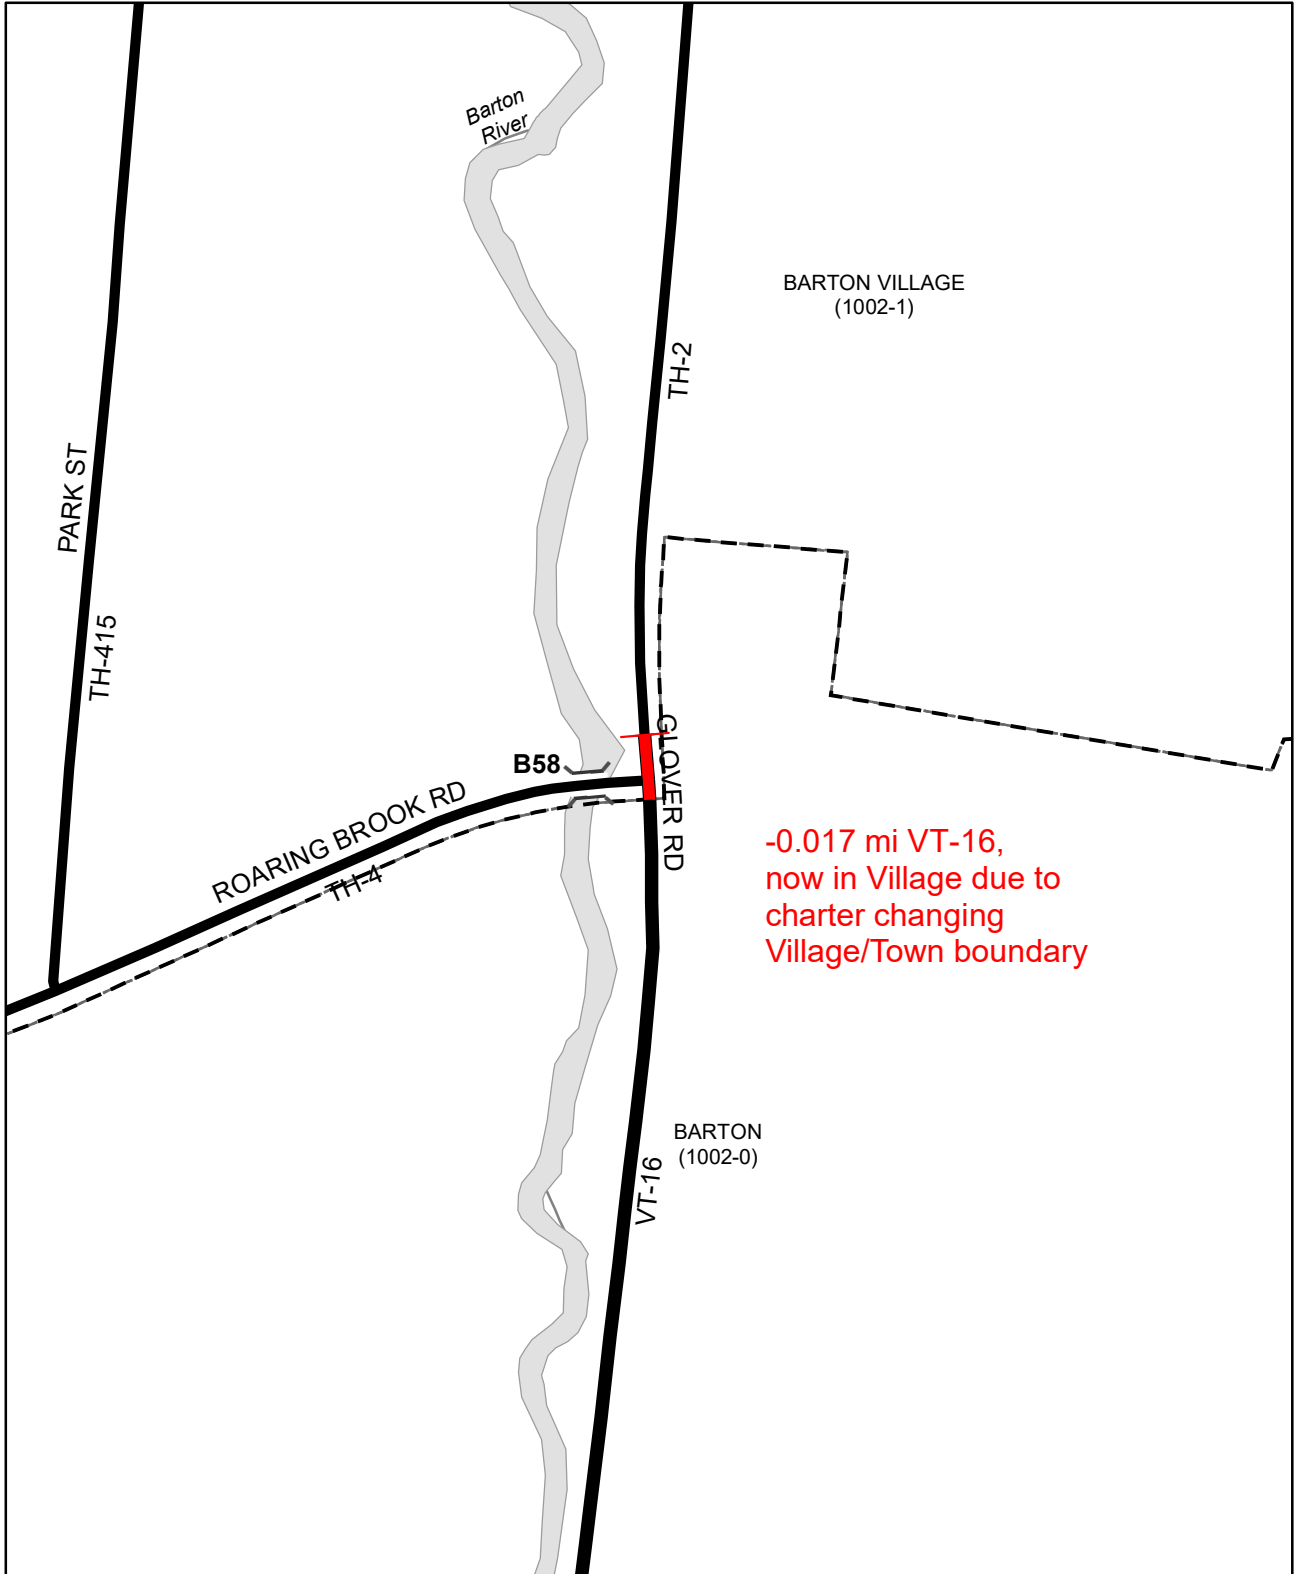 Barton
River
BARTON VILLAGE
(1002-1)
TH-2
PARK ST
TH-415
GLOVER RD
B58
ROARING BROOK RD
TH-4
-0.017 mi VT-16,
now in Village due to
charter changing
Village/Town boundary
BARTON
(1002-0)
VT-16